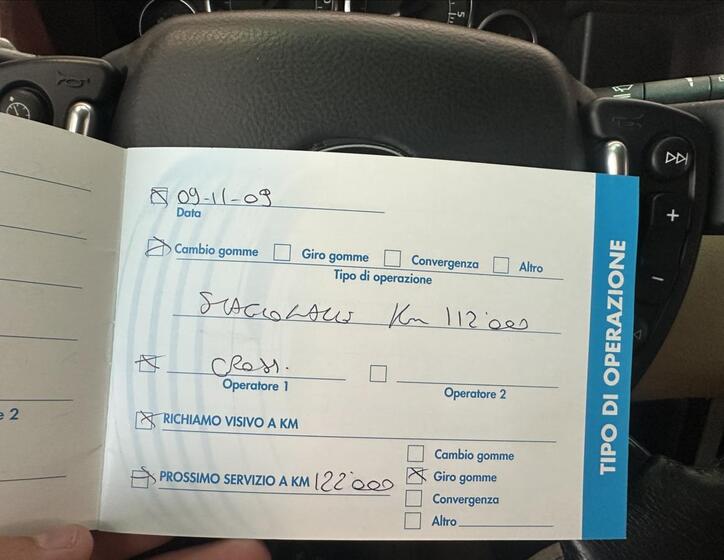 09-11-09
Data
Cambio gomme Giro gomme Convergenza Altro
Tipo di operazione
Km 112'000
Operatore 1 Operatore 2
RICHIAMO VISIVO A KM
PROSSIMO SERVIZIO A KM 122'000
Cambio gomme
Giro gomme
Convergenza
Altro
TIPO DI OPERAZIONE
e 2